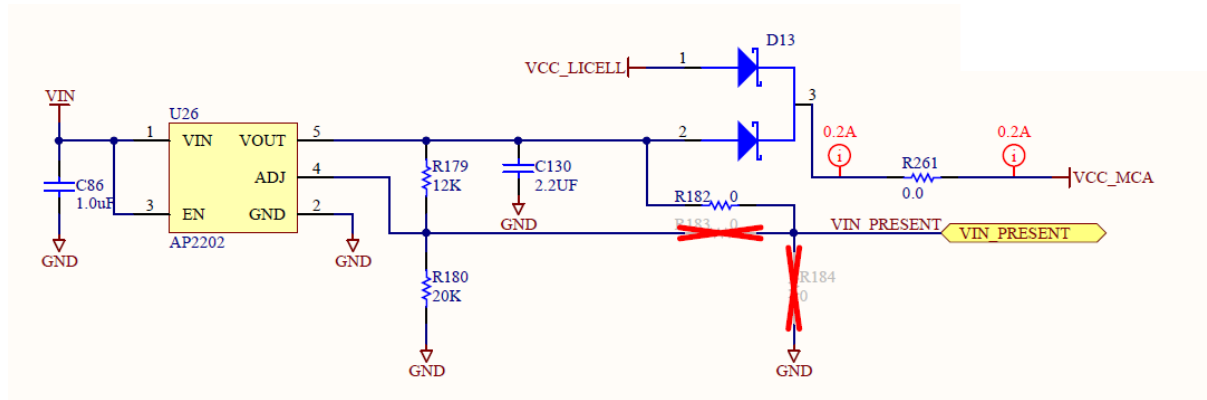 D13
VCC_LICELL
1
VIN
U26
3
1
VIN
VOUT
5
2
0.2A
0.2A
i
i
R179
12K
C130
2.2UF
R261
0.0
VCC_MCA
ADJ
4
C86
1.0uF
R182
0
3
EN
GND
2
GND
R183
0
VIN_PRESENT
VIN_PRESENT
AP2202
GND
GND
R180
20K
R184
GND
GND